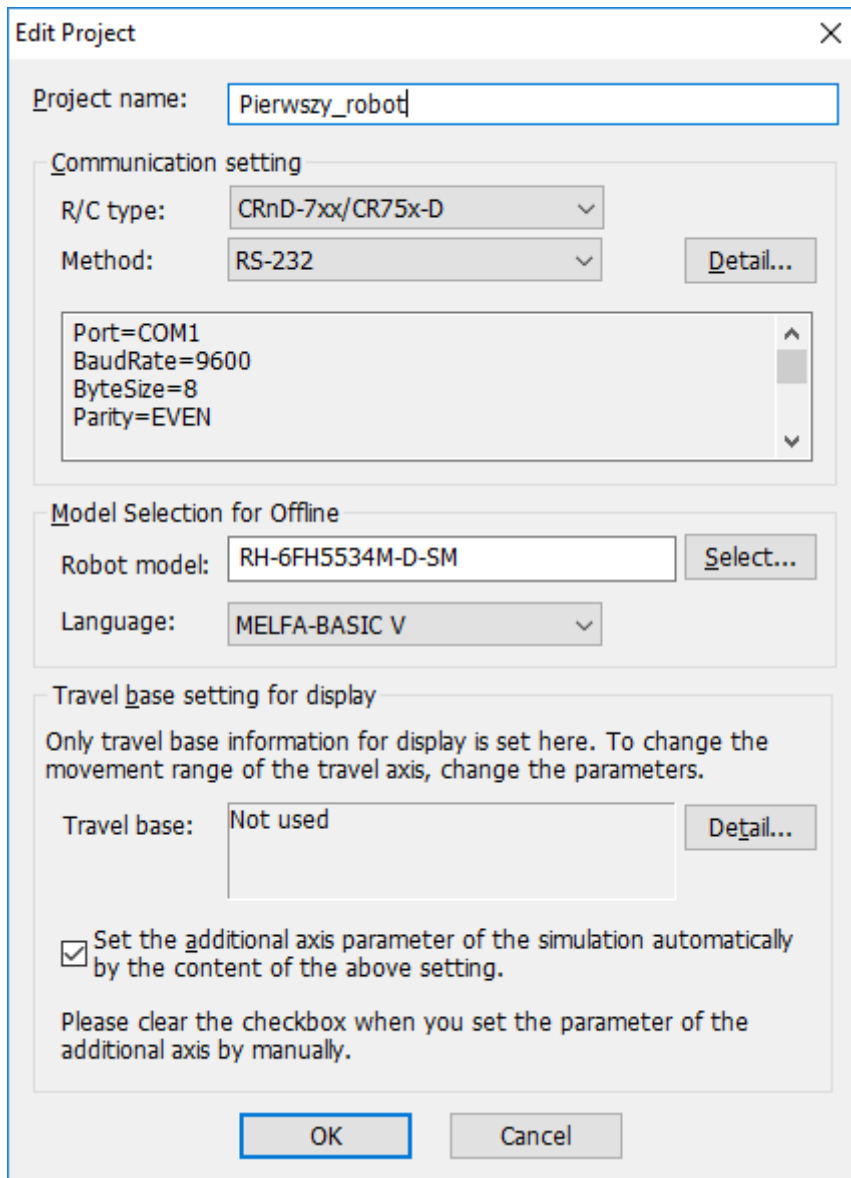 Edit Project
Project name: Pierwszy_robot
Communication setting
R/C type: CRnD-7xx/CR75x-D
Method: RS-232 Detail...
Port=COM1
BaudRate=9600
ByteSize=8
Parity=EVEN
Model Selection for Offline
Robot model: RH-6FH5534M-D-SM Select...
Language: MELFA-BASIC V
Travel base setting for display
Only travel base information for display is set here. To change the
movement range of the travel axis, change the parameters.
Travel base: Not used Detail...
Set the additional axis parameter of the simulation automatically
by the content of the above setting.
Please clear the checkbox when you set the parameter of the
additional axis by manually.
OK Cancel